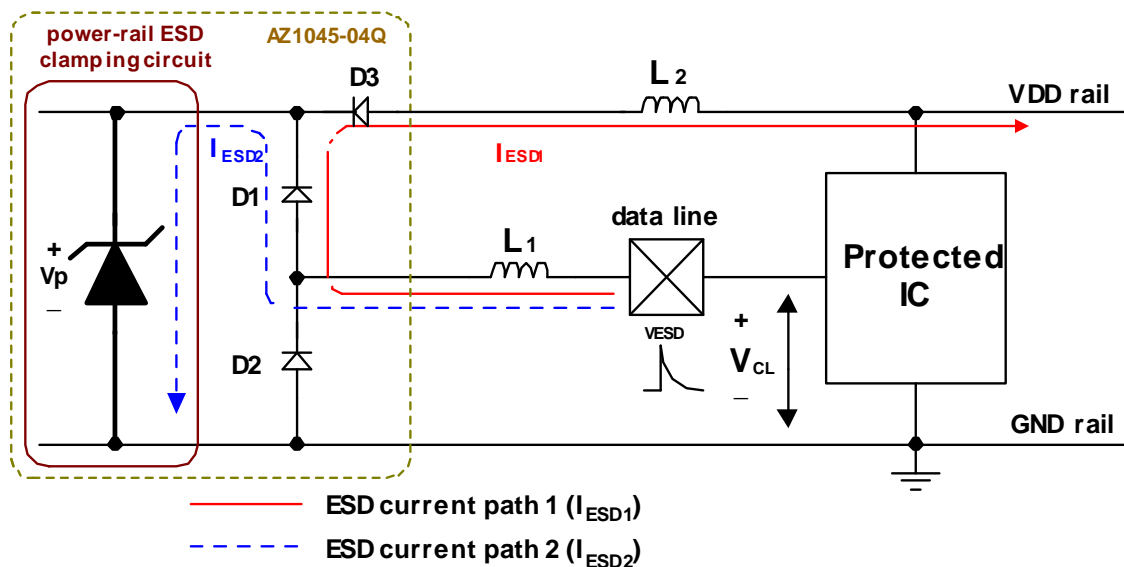 power-rail ESD
clamping circuit
AZ1045-04Q
D3
L2
VDD rail
IESD2
IESD1
D1
data line
L1
Protected
IC
+
Vp
_
VESD
+
VCL
_
D2
GND rail
ESD current path 1 (IESD1)
ESD current path 2 (IESD2)